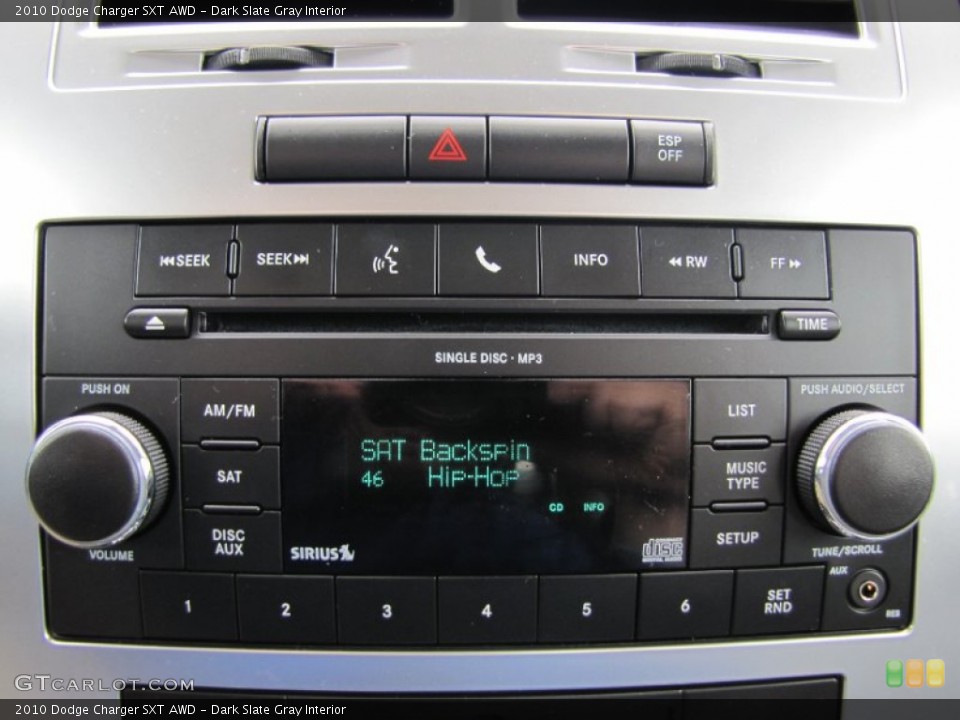 2010 Dodge Charger SXT AWD - Dark Slate Gray Interior
ESP
OFF
SEEK
SEEK
INFO
RW
FF
TIME
SINGLE DISC · MP3
PUSH ON
PUSH AUDIO/SELECT
AM/FM
LIST
SAT Backspin
46 Hip-Hop
SAT
MUSIC
TYPE
CD INFO
DISC
AUX
SETUP
SIRIUS
disc
VOLUME
TUNE/SCROLL
AUX
1
2
3
4
5
6
SET
RND
RES
GTCARLOT.COM
2010 Dodge Charger SXT AWD - Dark Slate Gray Interior